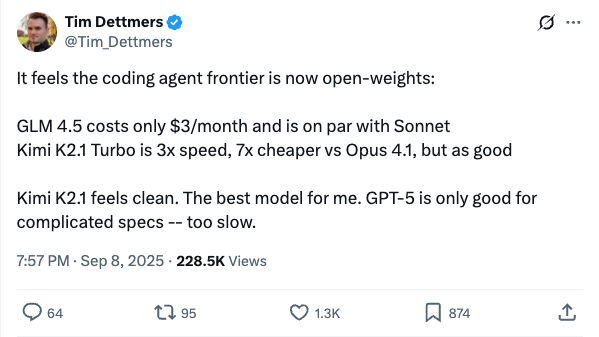 Tim Dettmers
@Tim_Dettmers
It feels the coding agent frontier is now open-weights:
GLM 4.5 costs only $3/month and is on par with Sonnet
Kimi K2.1 Turbo is 3x speed, 7x cheaper vs Opus 4.1, but as good
Kimi K2.1 feels clean. The best model for me. GPT-5 is only good for
complicated specs -- too slow.
7:57 PM · Sep 8, 2025 · 228.5K Views
64 95 1.3K 874